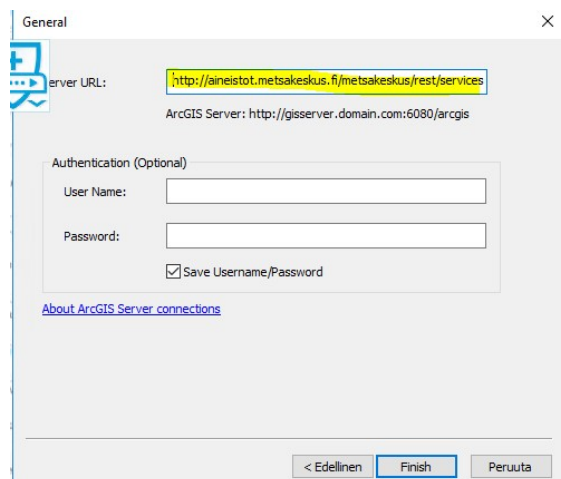 General
erver URL: http://aineistot.metsakeskus.fi/metsakeskus/rest/services
ArcGIS Server: http://gisserver.domain.com:6080/arcgis
Authentication (Optional)
User Name:
Password:
Save Username/Password
About ArcGIS Server connections
< Edellinen Finish Peruuta